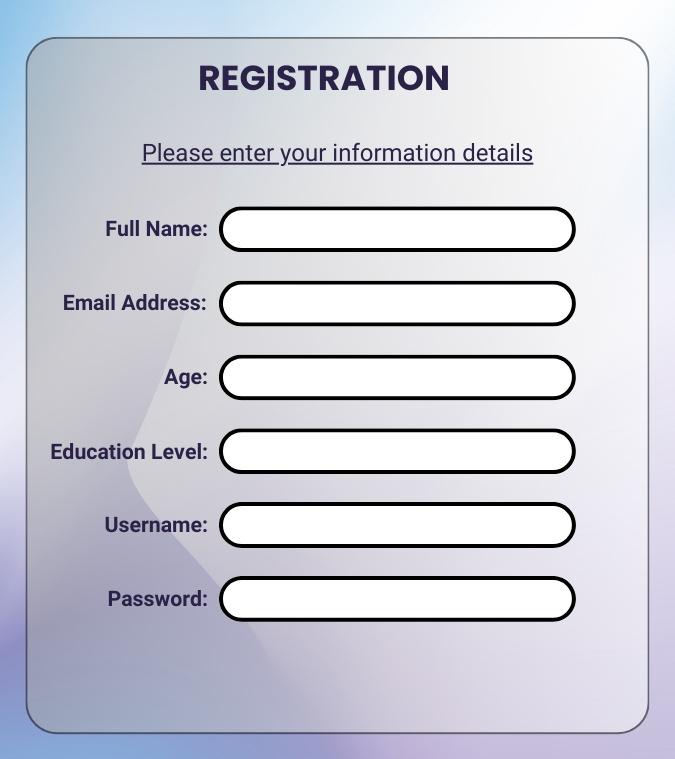 REGISTRATION
Please enter your information details
Full Name:
Email Address:
Age:
Education Level:
Username:
Password: